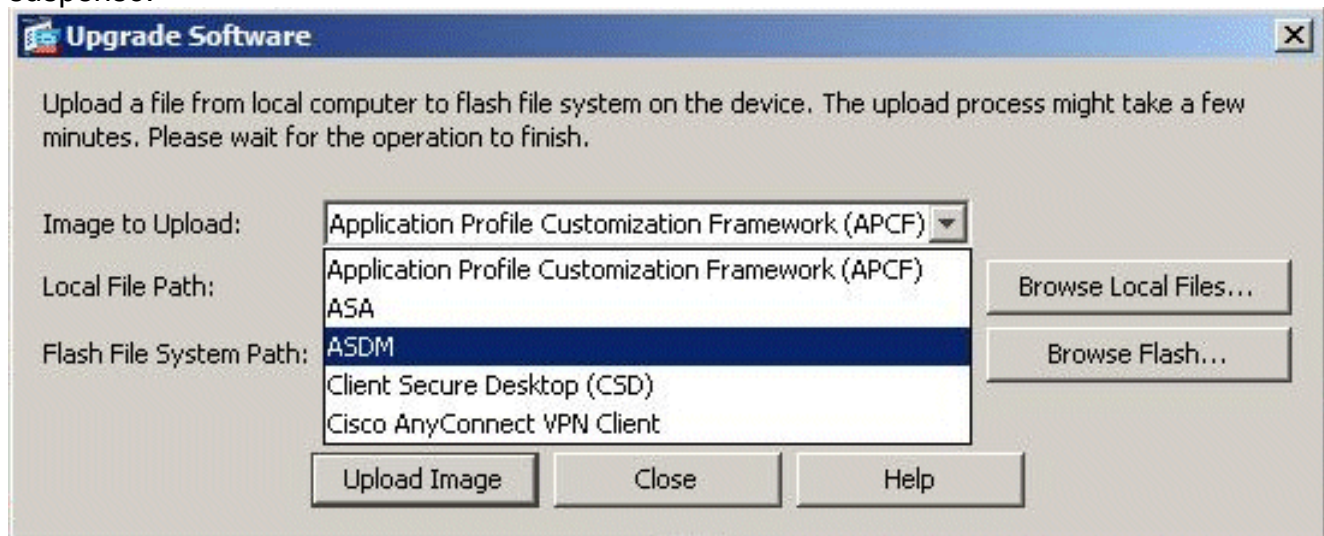 Upgrade Software
Upload a file from local computer to flash file system on the device. The upload process might take a few
minutes. Please wait for the operation to finish.
Image to Upload:
Application Profile Customization Framework (APCF)
Application Profile Customization Framework (APCF)
Local File Path:
Browse Local Files...
ASA
Flash File System Path:
ASDM
Browse Flash...
Client Secure Desktop (CSD)
Cisco AnyConnect VPN Client
Upload Image
Close
Help